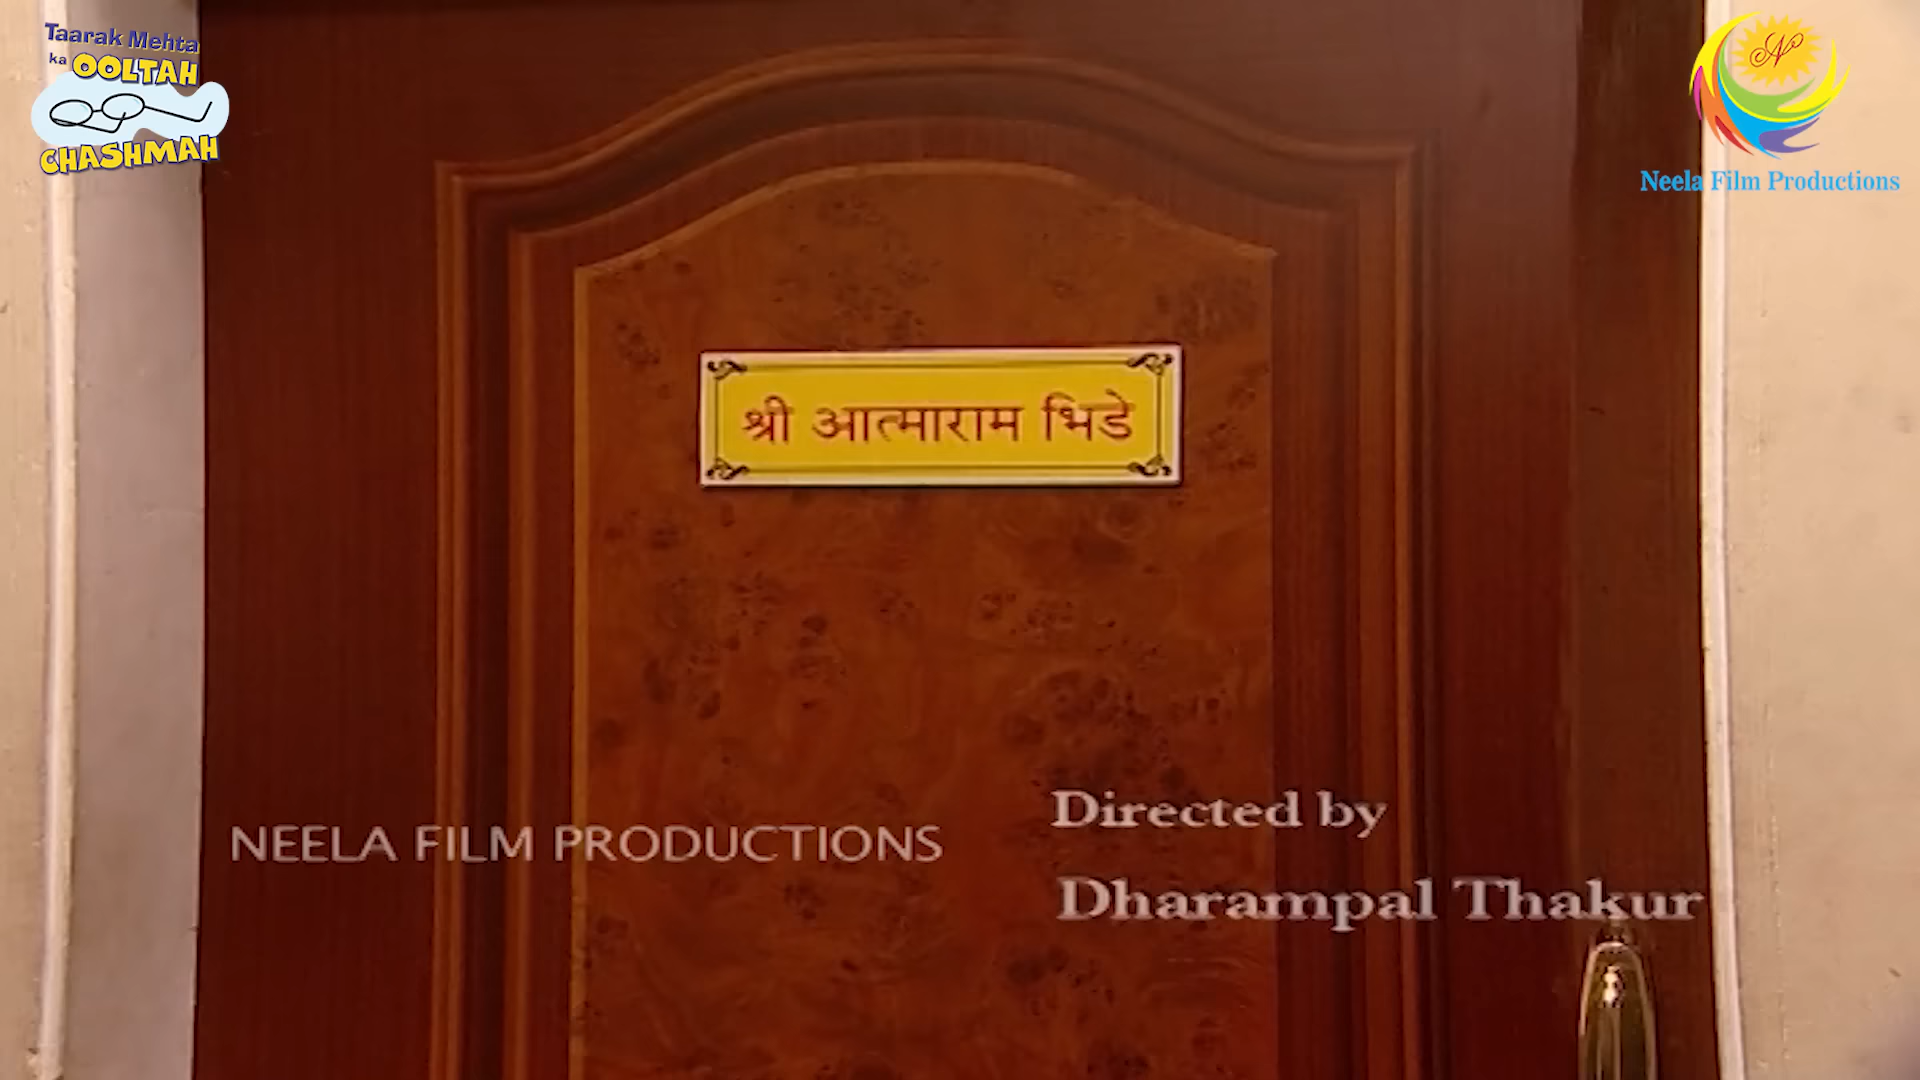 Taarak Mehta
ka OOLTAH
CHASHMAH
Neela Film Productions
श्री आत्माराम भिडे
NEELA FILM PRODUCTIONS
Directed by
Dharampal Thakur